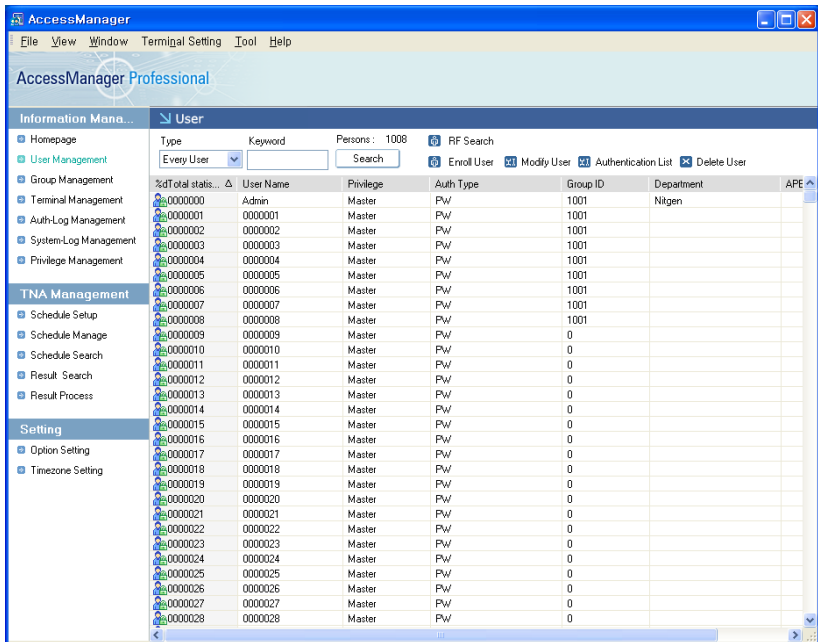 AccessManager
File View Window Terminal Setting Tool Help
AccessManager Professional
Information Mana...
Homepage
User Management
Group Management
Terminal Management
Auth-Log Management
System-Log Management
Privilege Management
TNA Management
Schedule Setup
Schedule Manage
Schedule Search
Result Search
Result Process
Setting
Option Setting
Timezone Setting
User
Type Keyword Persons : 1008 RF Search
Every User Search Enroll User Modify User Authentication List Delete User
%dTotal statis... User Name Privilege Auth Type Group ID Department APB
0000000 Admin Master PW 1001 Nitgen
0000001 0000001 Master PW 1001
0000002 0000002 Master PW 1001
0000003 0000003 Master PW 1001
0000004 0000004 Master PW 1001
0000005 0000005 Master PW 1001
0000006 0000006 Master PW 1001
0000007 0000007 Master PW 1001
0000008 0000008 Master PW 1001
0000009 0000009 Master PW 0
0000010 0000010 Master PW 0
0000011 0000011 Master PW 0
0000012 0000012 Master PW 0
0000013 0000013 Master PW 0
0000014 0000014 Master PW 0
0000015 0000015 Master PW 0
0000016 0000016 Master PW 0
0000017 0000017 Master PW 0
0000018 0000018 Master PW 0
0000019 0000019 Master PW 0
0000020 0000020 Master PW 0
0000021 0000021 Master PW 0
0000022 0000022 Master PW 0
0000023 0000023 Master PW 0
0000024 0000024 Master PW 0
0000025 0000025 Master PW 0
0000026 0000026 Master PW 0
0000027 0000027 Master PW 0
0000028 0000028 Master PW 0